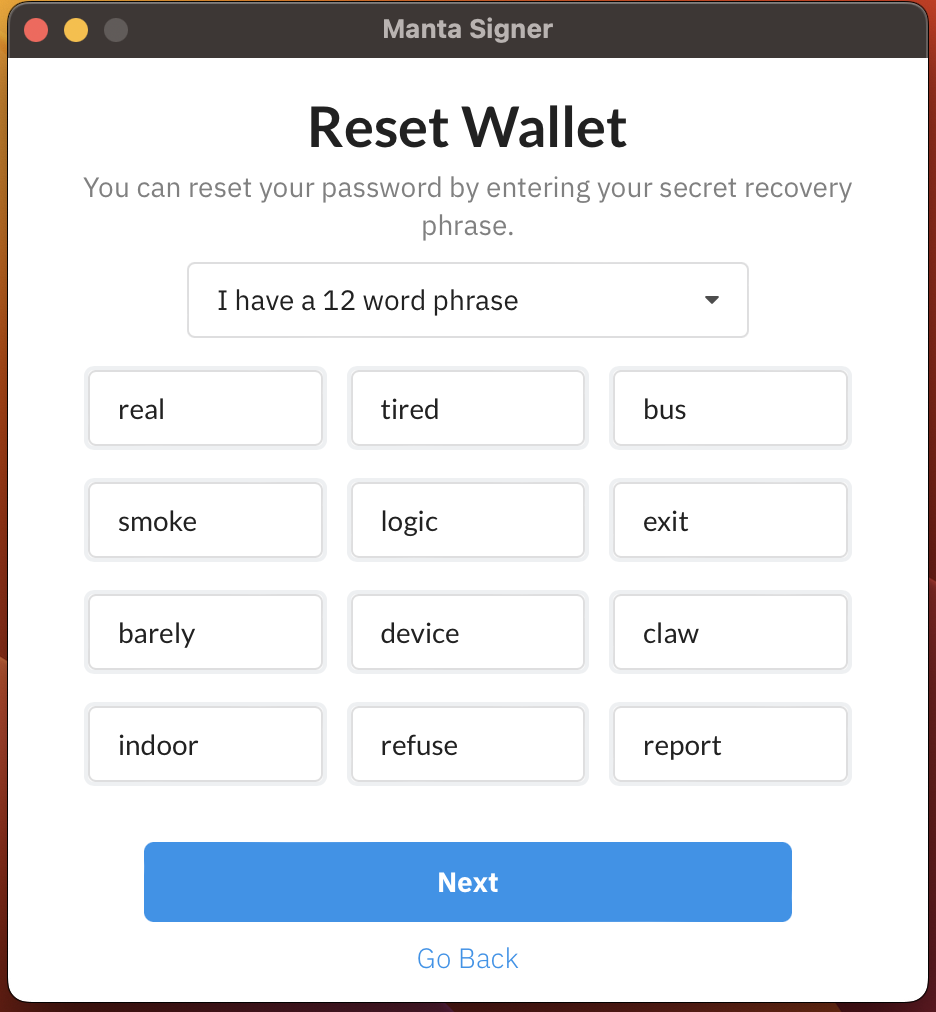 Manta Signer
Reset Wallet
You can reset your password by entering your secret recovery
phrase.
I have a 12 word phrase
real tired bus
smoke logic exit
barely device claw
indoor refuse report
Next
Go Back